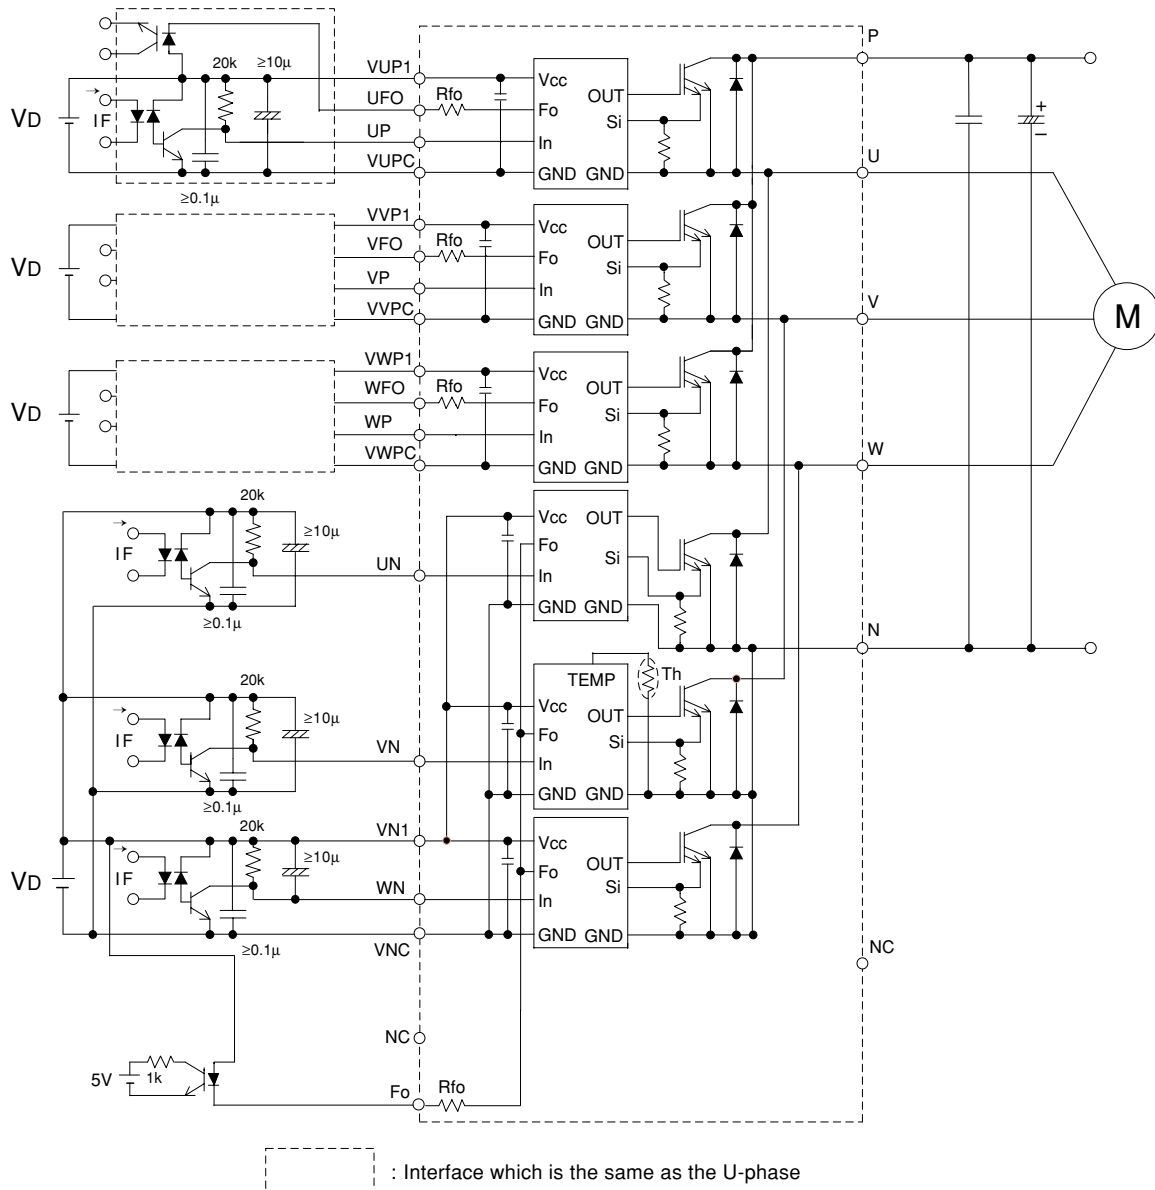 P
20k
≥10µ
VUP1
Vcc
UFO
Rfo
Fo
OUT
Si
VD
IF
UP
In
VUPC
GND GND
U
≥0.1µ
+
–
VVP1
Vcc
VFO
Rfo
Fo
OUT
Si
VD
VP
In
VVPC
GND GND
V
M
VWP1
Vcc
WFO
Rfo
Fo
OUT
Si
VD
WP
In
VWPC
GND GND
W
20k
≥10µ
IF
UN
Vcc OUT
Fo
Si
In
GND GND
≥0.1µ
N
TEMP
Th
20k
≥10µ
IF
VN
Vcc
OUT
Fo
Si
In
GND GND
≥0.1µ
20k
VN1
≥10µ
VD
IF
WN
Vcc
OUT
Fo
Si
In
GND GND
≥0.1µ
VNC
NC
NC
5V
1k
Fo
Rfo
: Interface which is the same as the U-phase